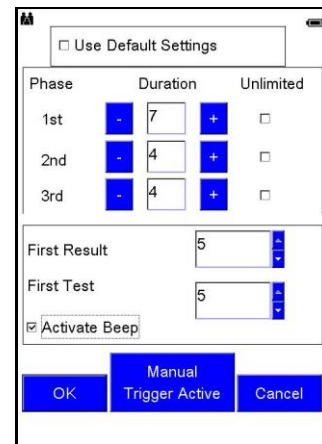 Use Default Settings
Phase Duration Unlimited
1st - 7 +
2nd - 4 +
3rd - 4 +
First Result 5
First Test 5
Activate Beep
OK Manual Trigger Active Cancel